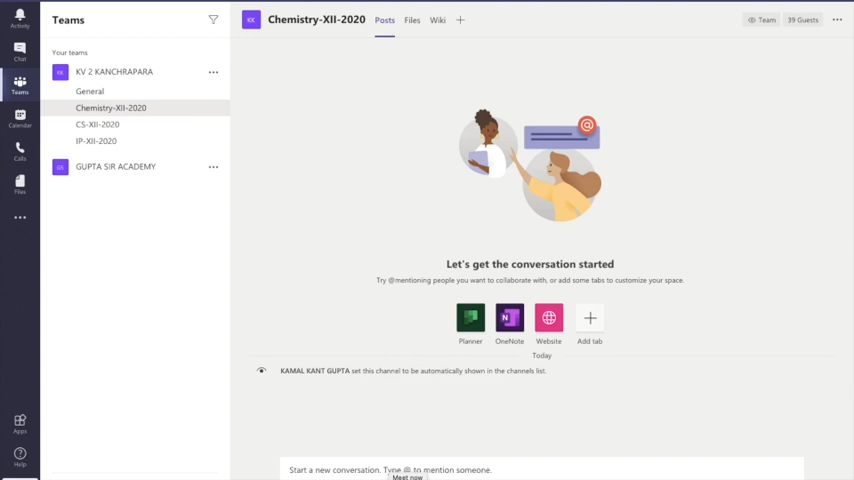 Activity
Chat
Teams
Calendar
Calls
Files
Apps
Help
Teams
Your teams
KK KV 2 KANCHRAPARA
General
Chemistry-XII-2020
CS-XII-2020
IP-XII-2020
GS GUPTA SIR ACADEMY
KK Chemistry-XII-2020 Posts Files Wiki + Team 39 Guests
@
Let's get the conversation started
Try @mentioning people you want to collaborate with, or add some tabs to customize your space.
N
Planner OneNote Website Add tab
Today
KAMAL KANT GUPTA set this channel to be automatically shown in the channels list.
Start a new conversation. Type @ to mention someone.
Meet now